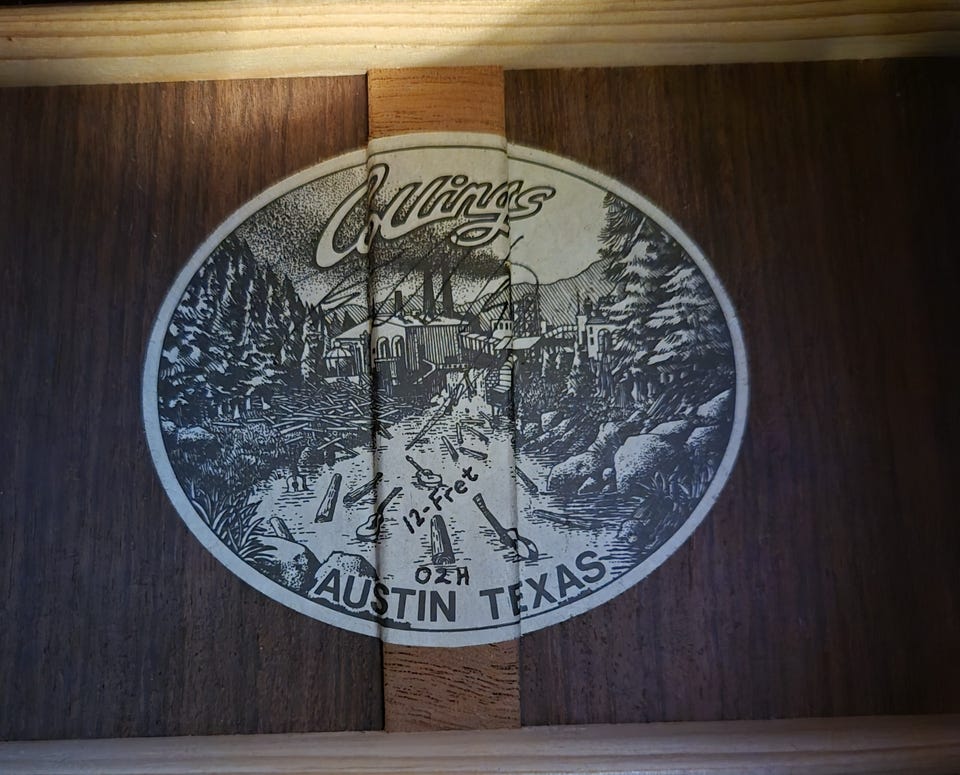 Collings
12-Fret
02H
AUSTIN TEXAS